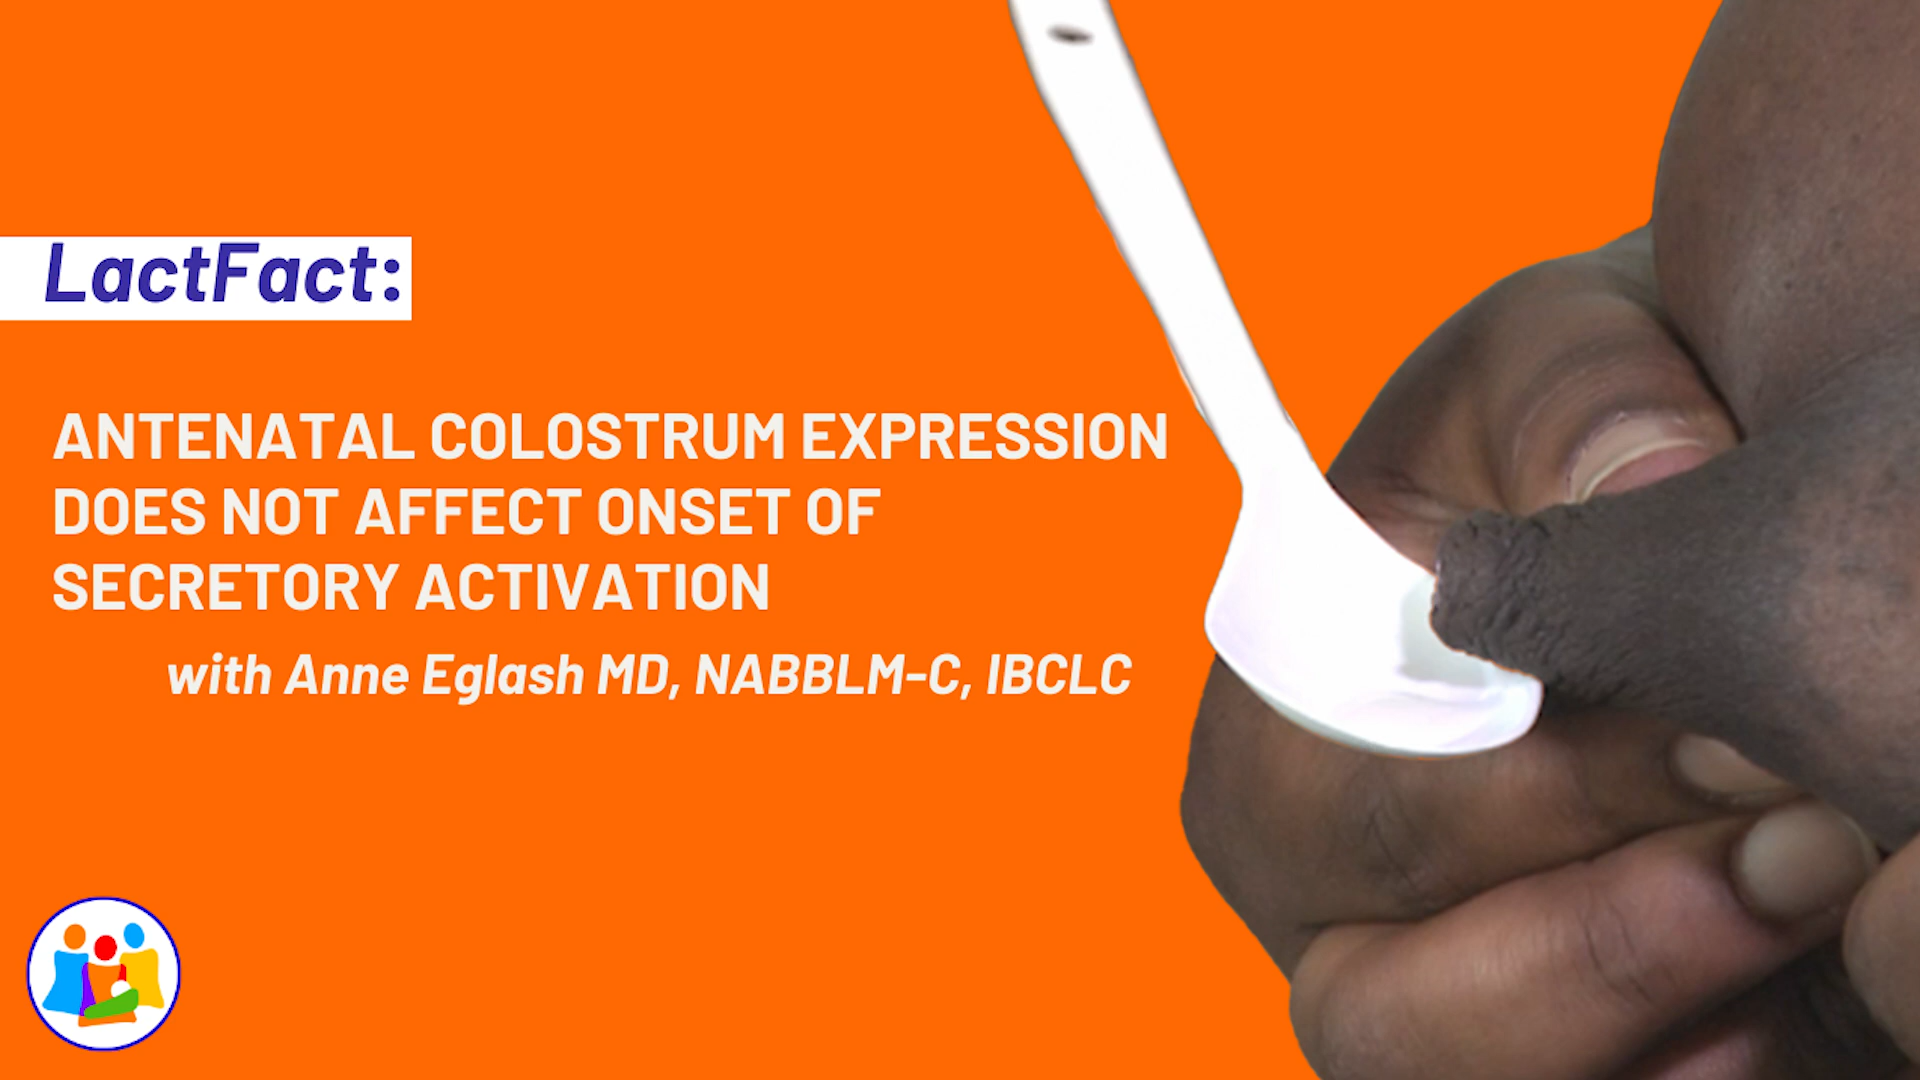 LactFact:
ANTENATAL COLOSTRUM EXPRESSION
DOES NOT AFFECT ONSET OF
SECRETORY ACTIVATION
with Anne Eglash MD, NABBLM-C, IBCLC